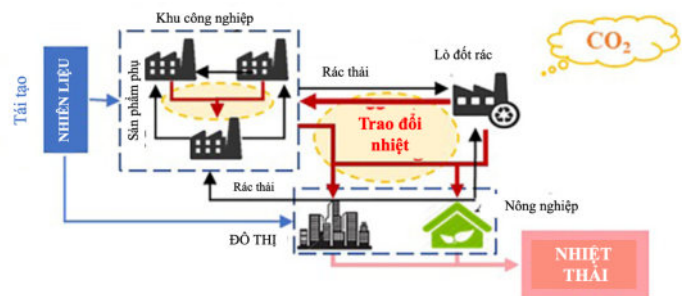 Khu công nghiệp
CO₂
Tái tạo
NHIÊN LIỆU
Sản phẩm phụ
Rác thải
Lò đốt rác
Trao đổi
nhiệt
Rác thải
Nông nghiệp
ĐÔ THỊ
NHIỆT
THẢI